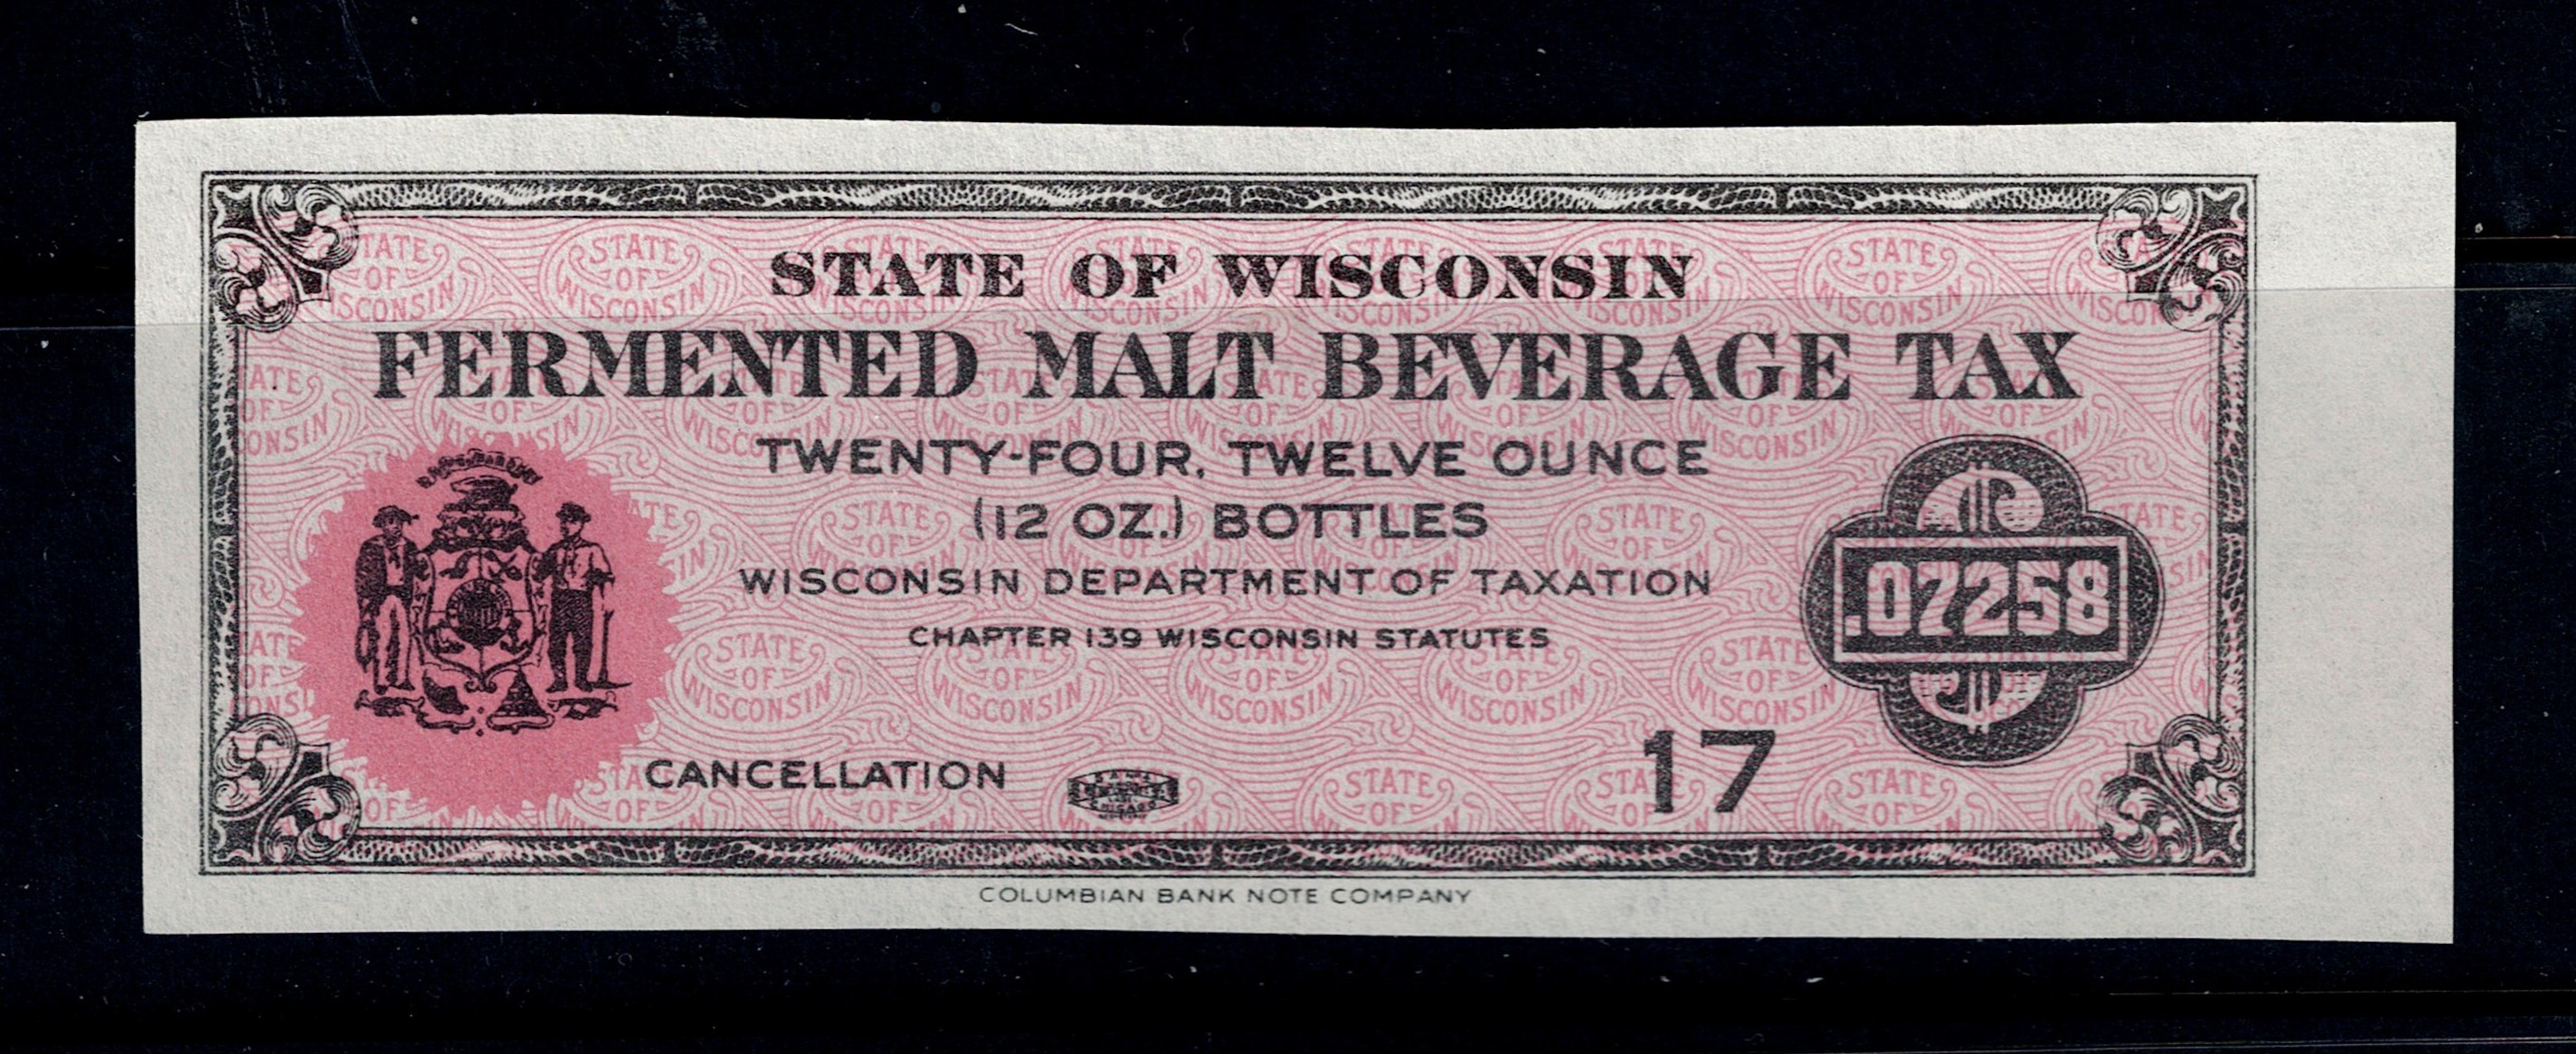 STATE OF WISCONSIN
FERMENTED MALT BEVERAGE TAX
TWENTY-FOUR, TWELVE OUNCE
(12 OZ.) BOTTLES
WISCONSIN DEPARTMENT OF TAXATION
CHAPTER 139 WISCONSIN STATUTES
.07258
CANCELLATION
17
COLUMBIAN BANK NOTE COMPANY